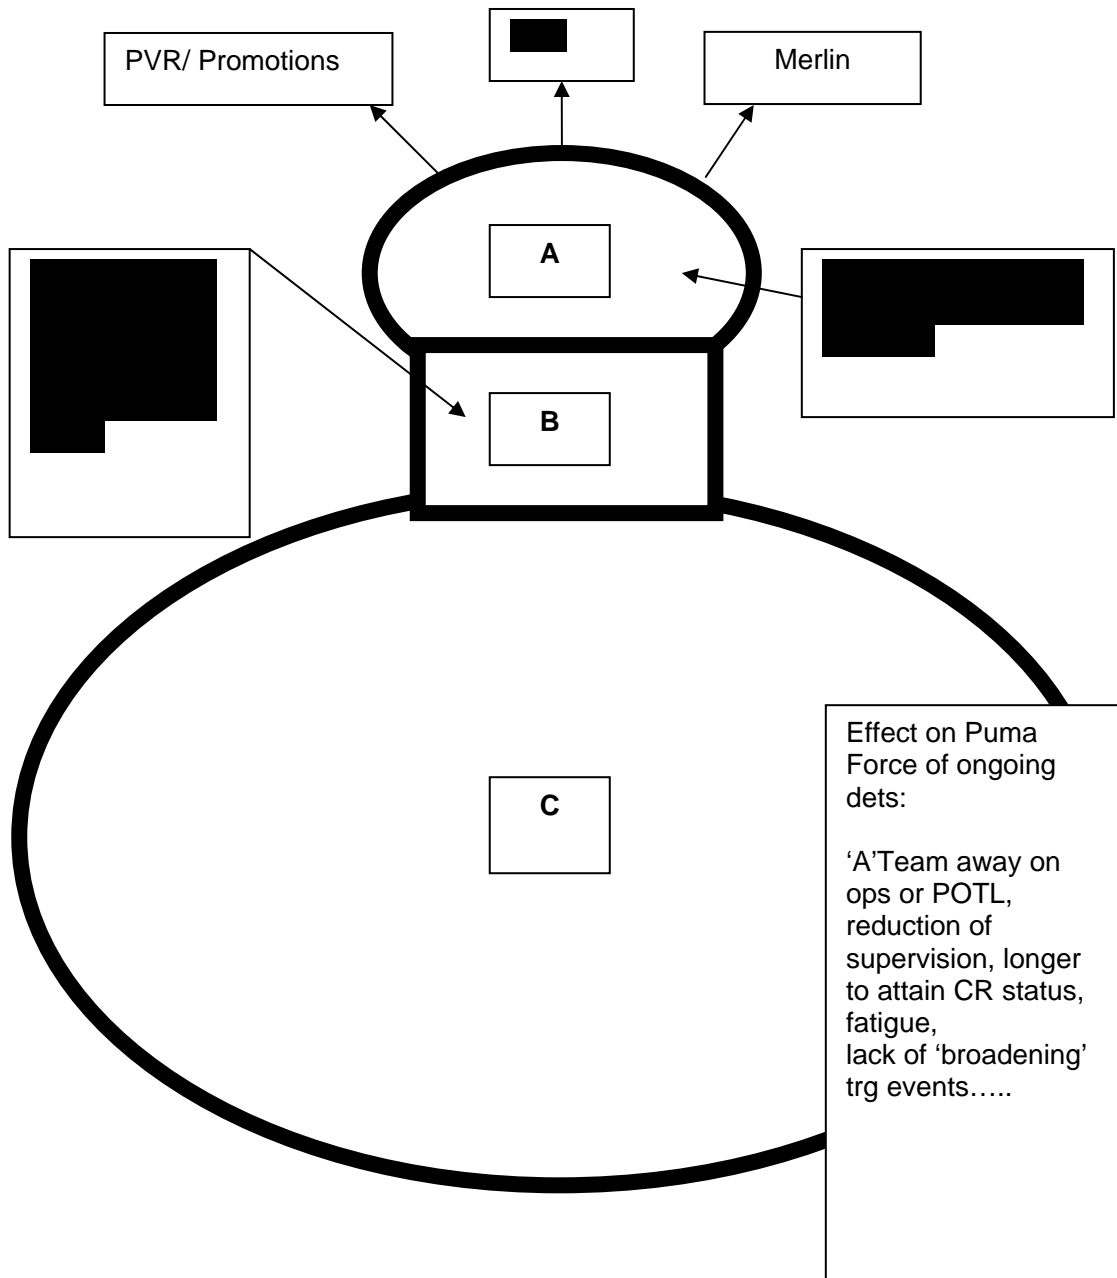 PVR/ Promotions
Merlin
A
B
C
Effect on Puma
Force of ongoing
dets:
‘A’Team away on
ops or POTL,
reduction of
supervision, longer
to attain CR status,
fatigue,
lack of ‘broadening’
trg events…..